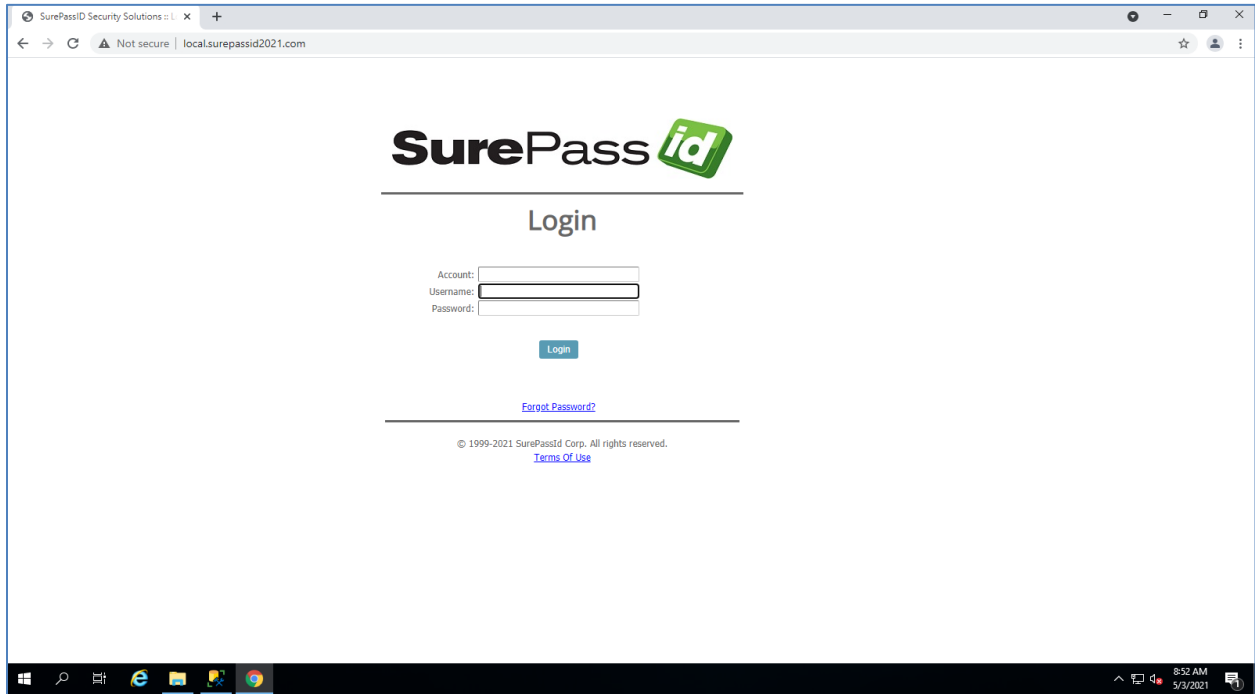 SurePassID Security Solutions :: L
Not secure | local.surepassid2021.com
SurePass id
Login
Account:
Username:
Password:
Login
Forgot Password?
© 1999-2021 SurePassId Corp. All rights reserved.
Terms Of Use
8:52 AM
5/3/2021
1